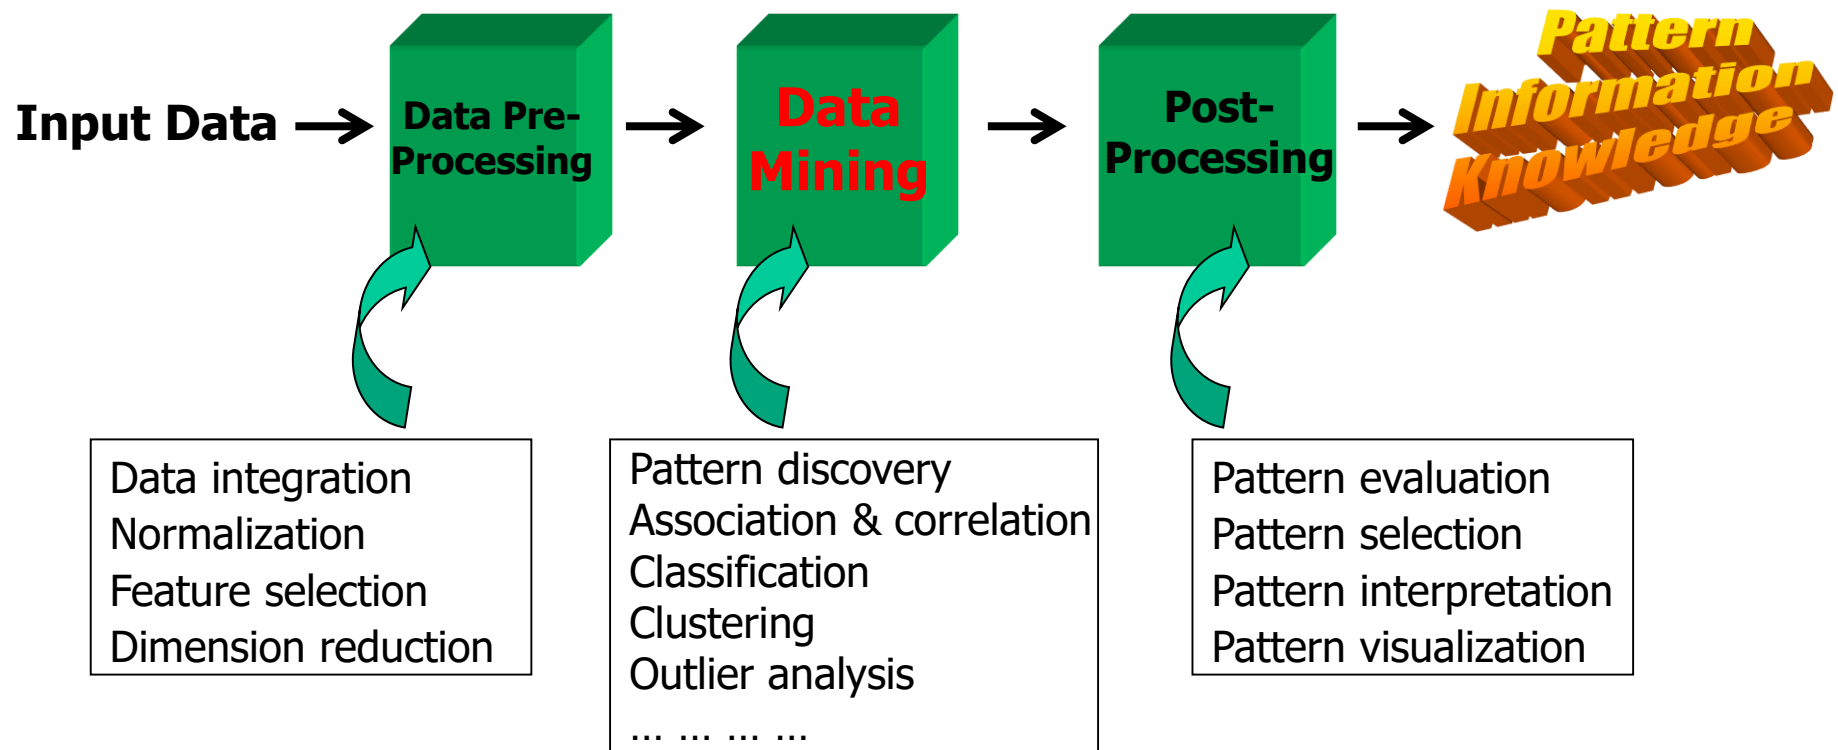 Input Data
Data Pre-
Processing
Data
Mining
Post-
Processing
Pattern
Information
Knowledge
Data integration
Normalization
Feature selection
Dimension reduction
Pattern discovery
Association & correlation
Classification
Clustering
Outlier analysis
… … … …
Pattern evaluation
Pattern selection
Pattern interpretation
Pattern visualization